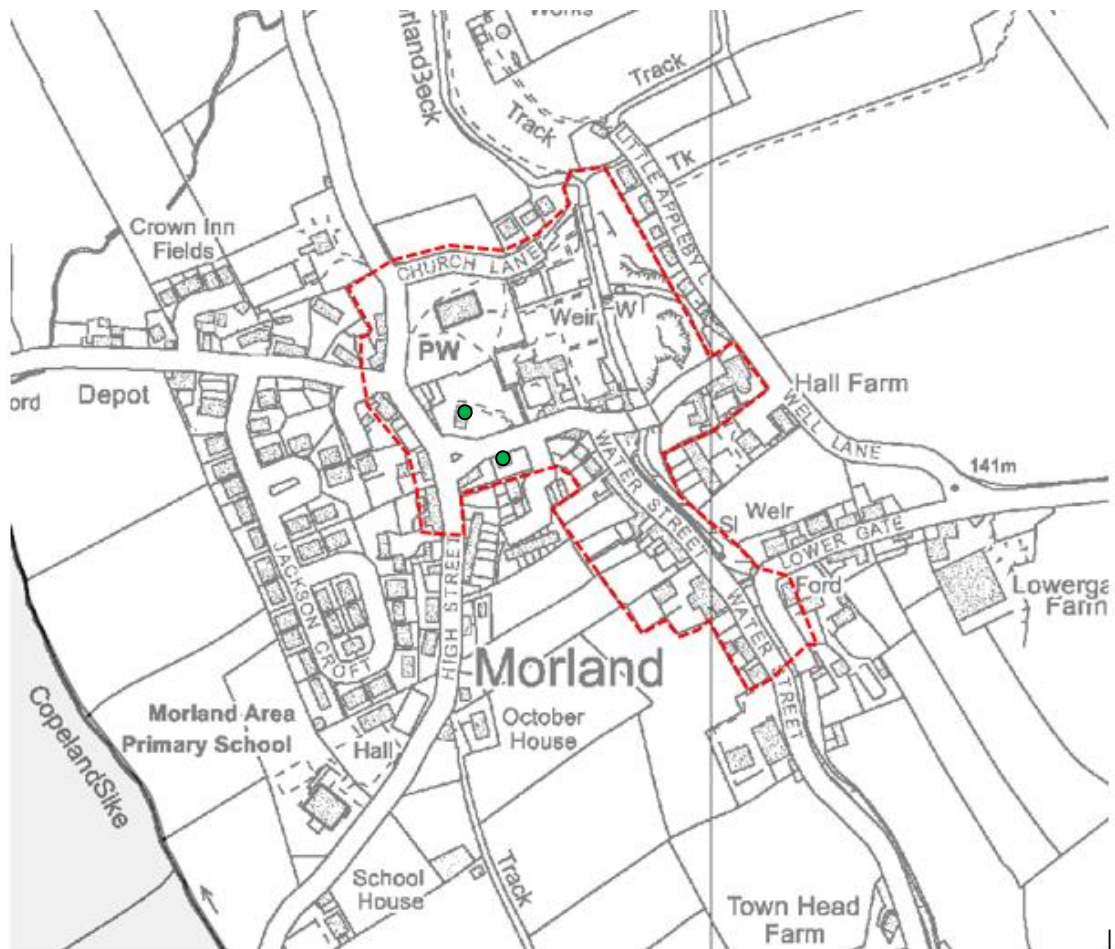 Works
orlandBeck
Track
Track
LITTLE APPLEBY
Tk
Crown Inn
Fields
CHURCH LANE
Weir
W
PW
ord
Depot
Hall Farm
WELL LANE
141m
WATER STREET
Sl
Weir
LOWER GATE
Ford
Lowerga
Farm
JACKSON CROFT
HIGH STREET
WATER STREET
Morland
Morland Area
Primary School
October
House
Hall
CopelandSike
School
House
Track
Town Head
Farm